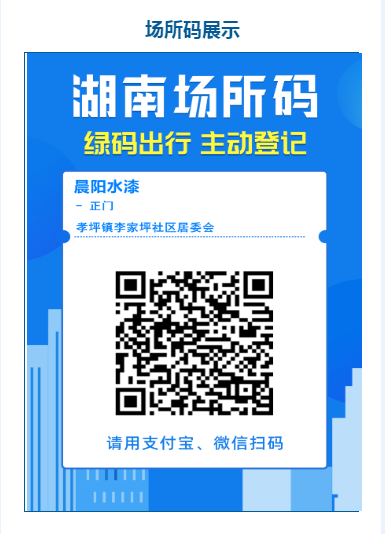 场所码展示
湖南场所码
绿码出行 主动登记
晨阳水漆
- 正门
孝坪镇李家坪社区居委会
请用支付宝、微信扫码